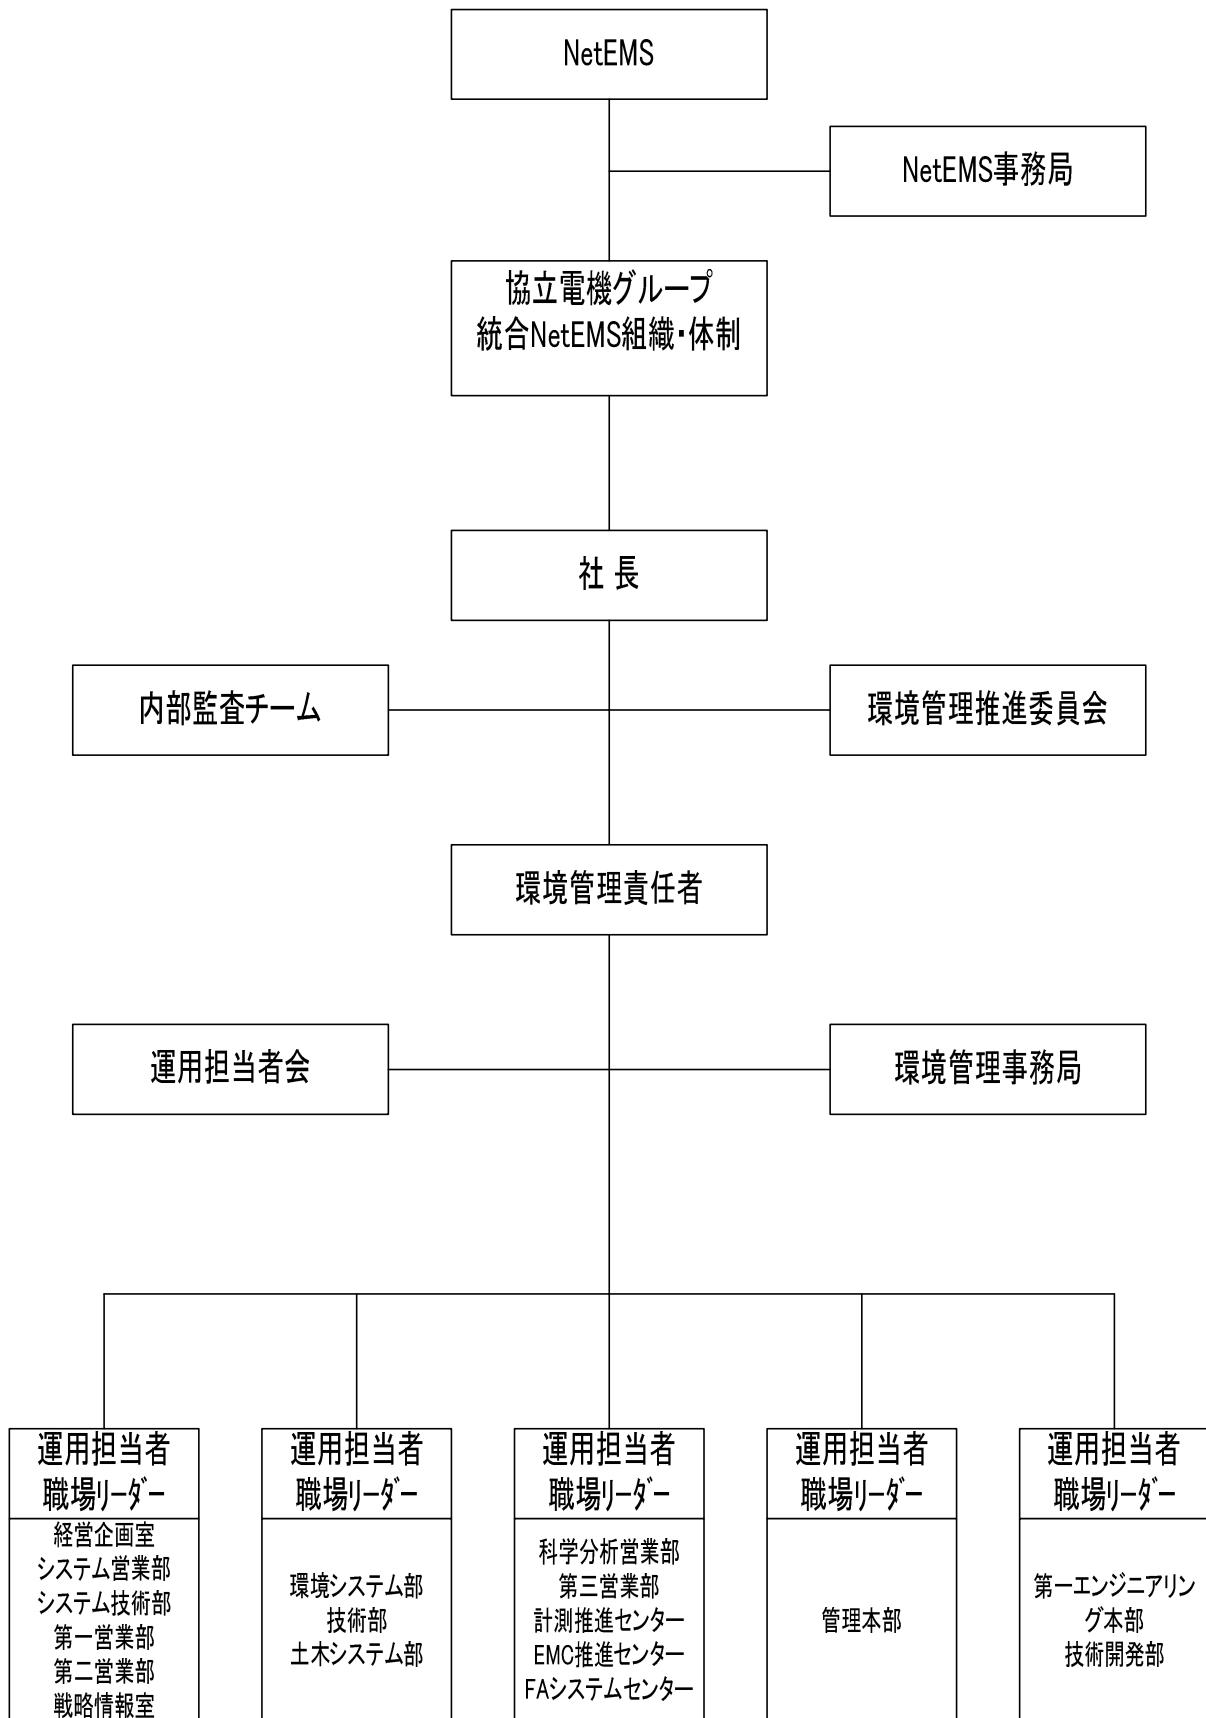 NetEMS
NetEMS事務局
協立電機グループ
統合NetEMS組織・体制
社 長
内部監査チーム
環境管理推進委員会
環境管理責任者
運用担当者会
環境管理事務局
運用担当者
職場リーダー
経営企画室
システム営業部
システム技術部
第一営業部
第二営業部
戦略情報室
運用担当者
職場リーダー
環境システム部
技術部
土木システム部
運用担当者
職場リーダー
科学分析営業部
第三営業部
計測推進センター
EMC推進センター
FAシステムセンター
運用担当者
職場リーダー
管理本部
運用担当者
職場リーダー
第一エンジニアリン
グ本部
技術開発部